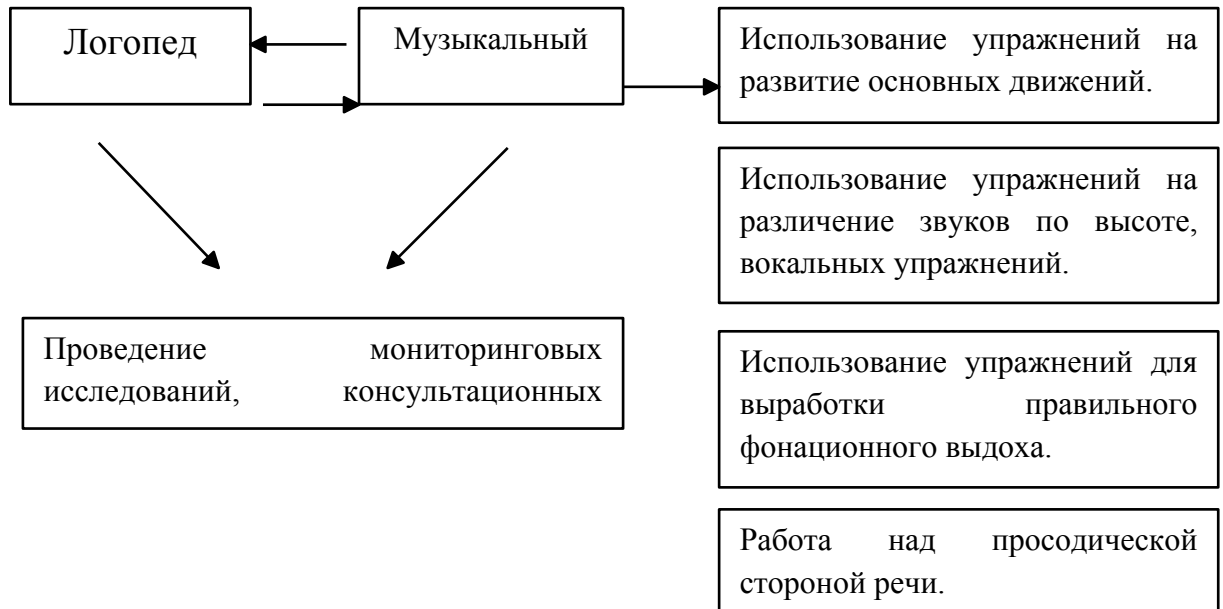 Логопед
Музыкальный
Использование упражнений на
развитие основных движений.
Использование упражнений на
различение звуков по высоте,
вокальных упражнений.
Проведение мониторинговых
исследований, консультационных
Использование упражнений для
выработки правильного
фонационного выдоха.
Работа над просодической
стороной речи.